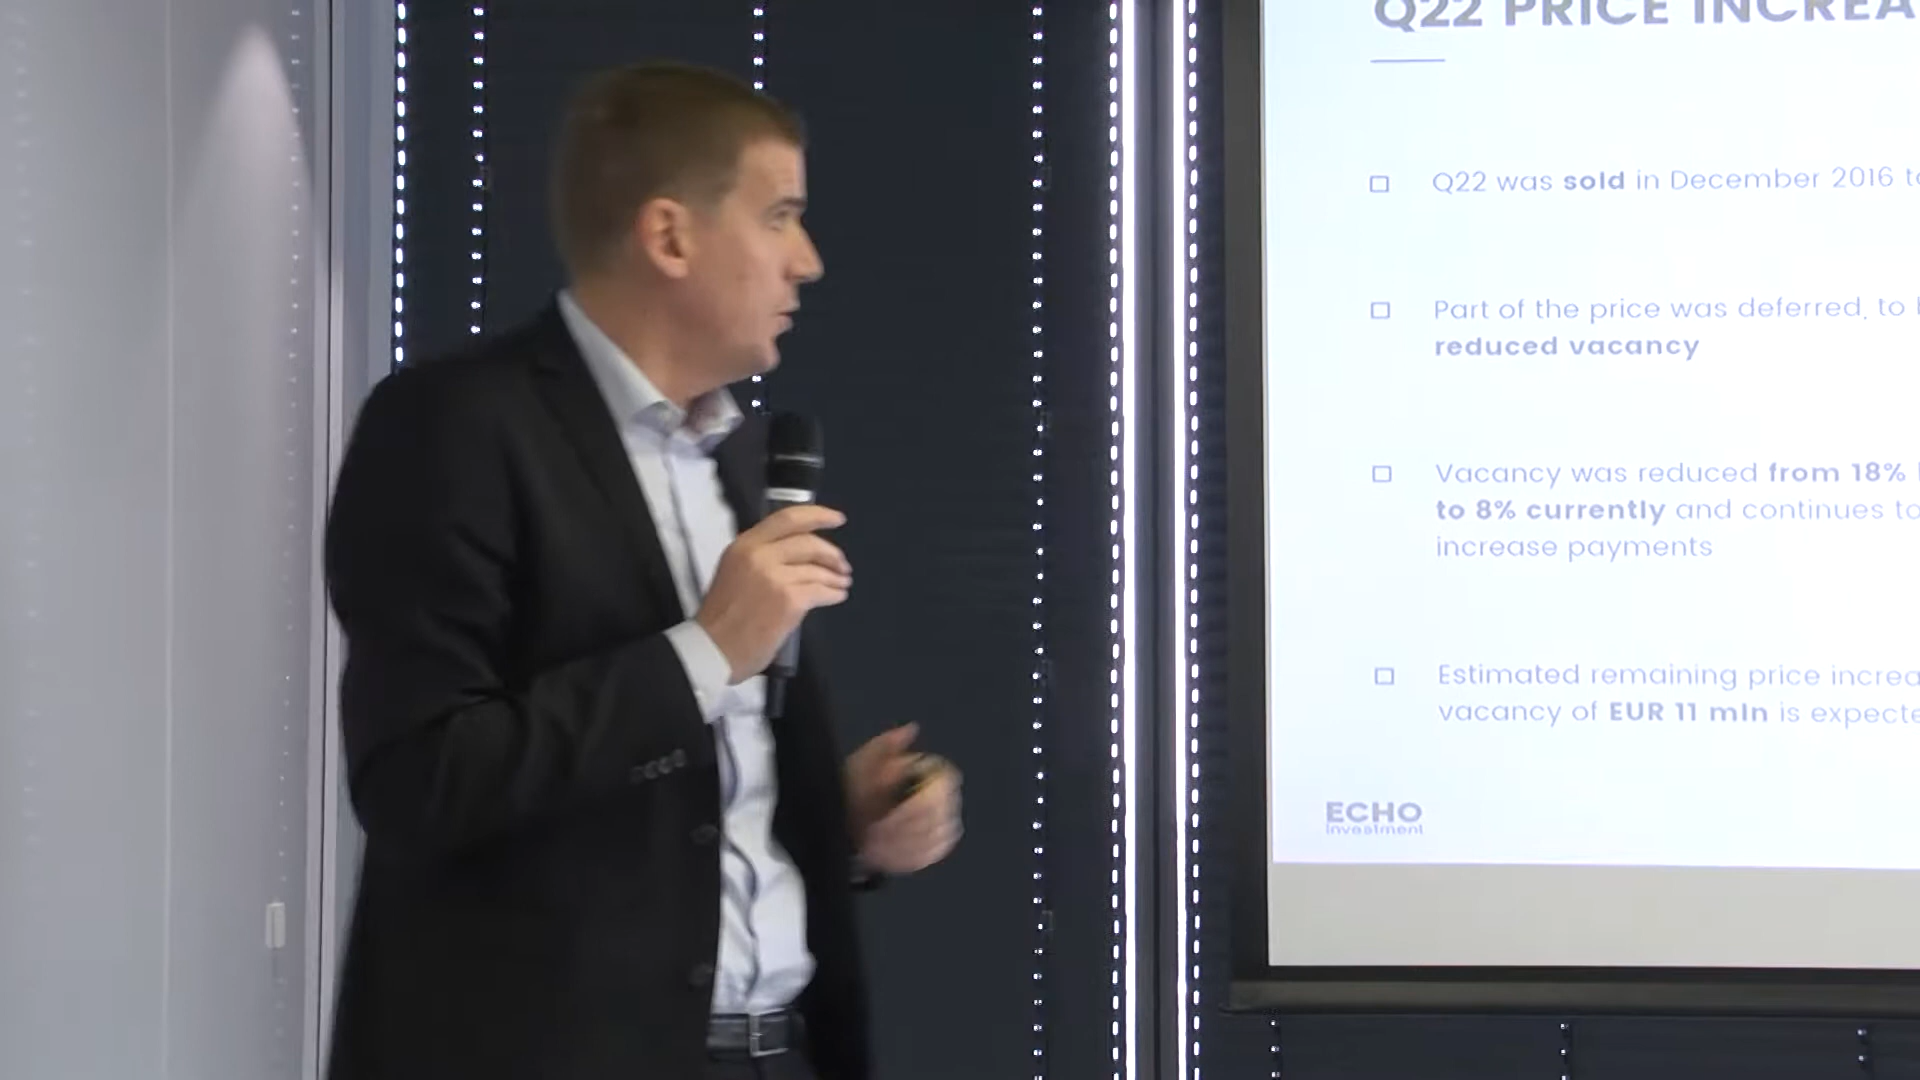 Q22 PRICE INCREA
Q22 was sold in December 2016 to
Part of the price was deferred, to
reduced vacancy
Vacancy was reduced from 18%
to 8% currently and continues to
increase payments
Estimated remaining price increa
vacancy of EUR 11 mln is expecte
ECHO
investment